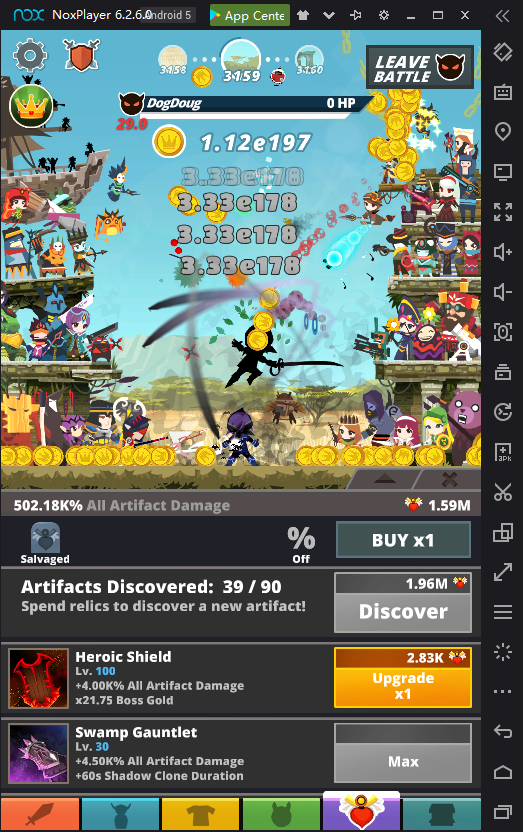 nox NoxPlayer 6.2.6.0 Android 5 App Cente
3158 3159 3160
LEAVE
BATTLE
DogDoug 0 HP
29.0
1.12e197
3.33e178
3.33e178
3.33e178
3.33e178
502.18K% All Artifact Damage 1.59M
Salvaged
%
Off
BUY x1
Artifacts Discovered: 39 / 90
Spend relics to discover a new artifact!
1.96M
Discover
Heroic Shield
Lv. 100
+4.00K% All Artifact Damage
x21,75 Boss Gold
2.83K
Upgrade
x1
Swamp Gauntlet
Lv. 30
+4.50K% All Artifact Damage
+60s Shadow Clone Duration
Max